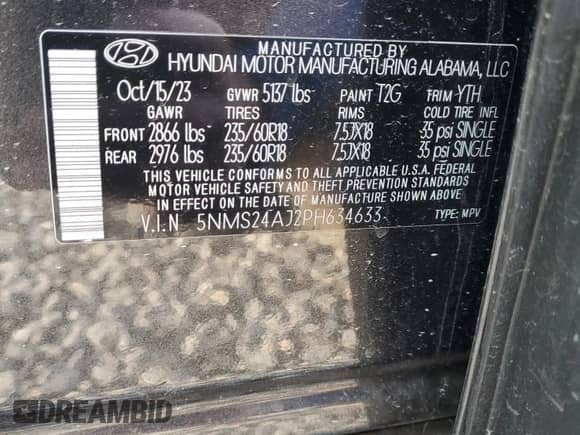 MANUFACTURED BY
HYUNDAI MOTOR MANUFACTURING ALABAMA, LLC
Oct/15/23 GVWR 5137 lbs PAINT T2G TRIM YTH
GAWR TIRES RIMS COLD TIRE INFl
FRONT 2866 lbs 235/60R18 7.5JX18 35 psi SINGLE
REAR 2976 lbs 235/60R18 7.5JX18 35 psi SINGLE
THIS VEHICLE CONFORMS TO ALL APPLICABLE U.S.A. FEDERAL
MOTOR VEHICLE SAFETY AND THEFT PREVENTION STANDARDS
IN EFFECT ON THE DATE OF MANUFACTURE SHOWN ABOVE.
V.I.N 5NMS24AJ2PH634633 TYPE: MPV
DREAMBID